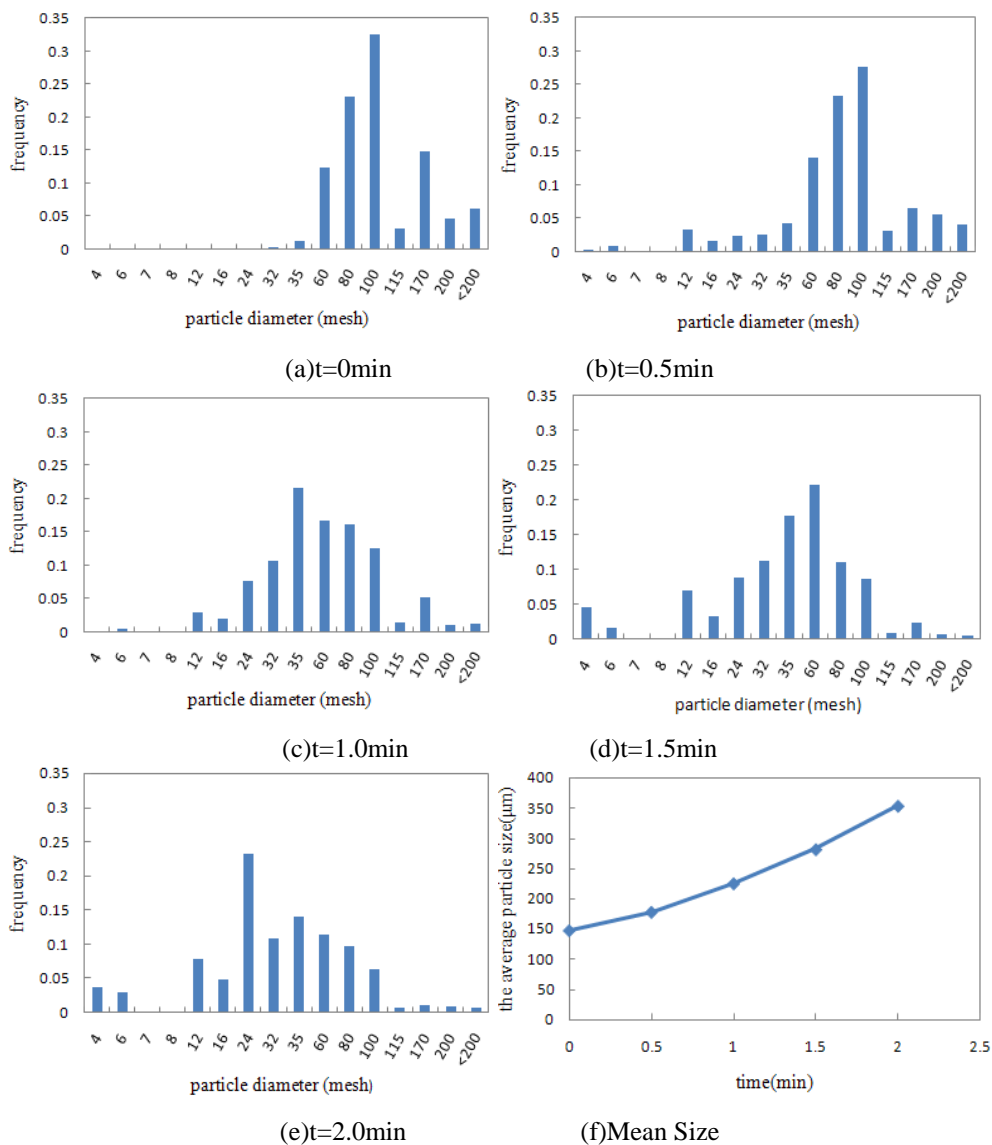 0.35
0.3
0.25
0.2
0.15
0.1
0.05
0
frequency
4 6 7 8 12 16 24 32 35 60 80 100 115 170 200 <200
particle diameter (mesh)
(a)t=0min
0.35
0.3
0.25
0.2
0.15
0.1
0.05
0
frequency
4 6 7 8 12 16 24 32 35 60 80 100 115 170 200 <200
particle diameter (mesh)
(b)t=0.5min
0.35
0.3
0.25
0.2
0.15
0.1
0.05
0
frequency
4 6 7 8 12 16 24 32 35 60 80 100 115 170 200 <200
particle diameter (mesh)
(c)t=1.0min
0.35
0.3
0.25
0.2
0.15
0.1
0.05
0
frequency
4 6 7 8 12 16 24 32 35 60 80 100 115 170 200 <200
particle diameter (mesh)
(d)t=1.5min
0.35
0.3
0.25
0.2
0.15
0.1
0.05
0
frequency
4 6 7 8 12 16 24 32 35 60 80 100 115 170 200 <200
particle diameter (mesh)
(e)t=2.0min
400
350
300
250
200
150
100
50
0
the average particle size(μm)
0 0.5 1 1.5 2 2.5
time(min)
(f)Mean Size